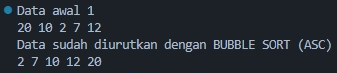 Data awal 1
20 10 2 7 12
Data sudah diurutkan dengan BUBBLE SORT (ASC)
2 7 10 12 20